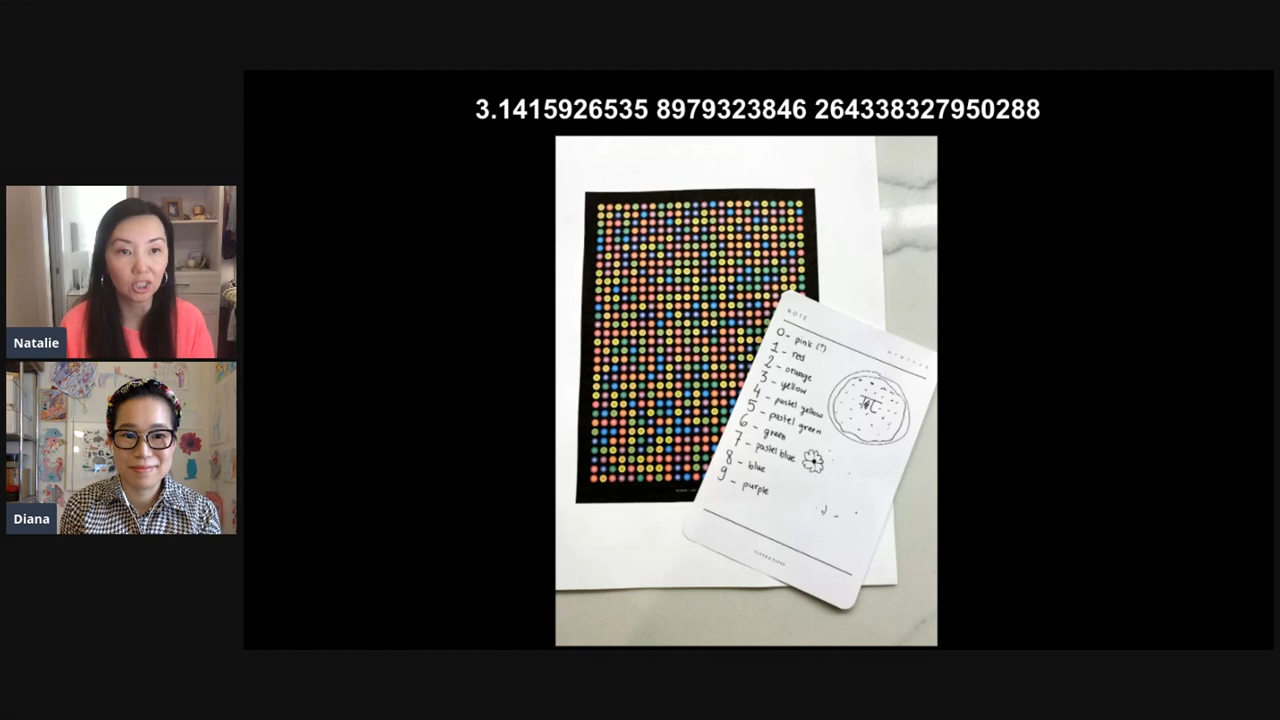 3.1415926535 8979323846 264338327950288
NOTE
0- pink (?)
1 - red
2 - orange
3 - yellow
4 - pastel yellow
5 - pastel green
6 - green
7 - pastel blue
8 - blue
9 - purple
π
Natalie
Diana